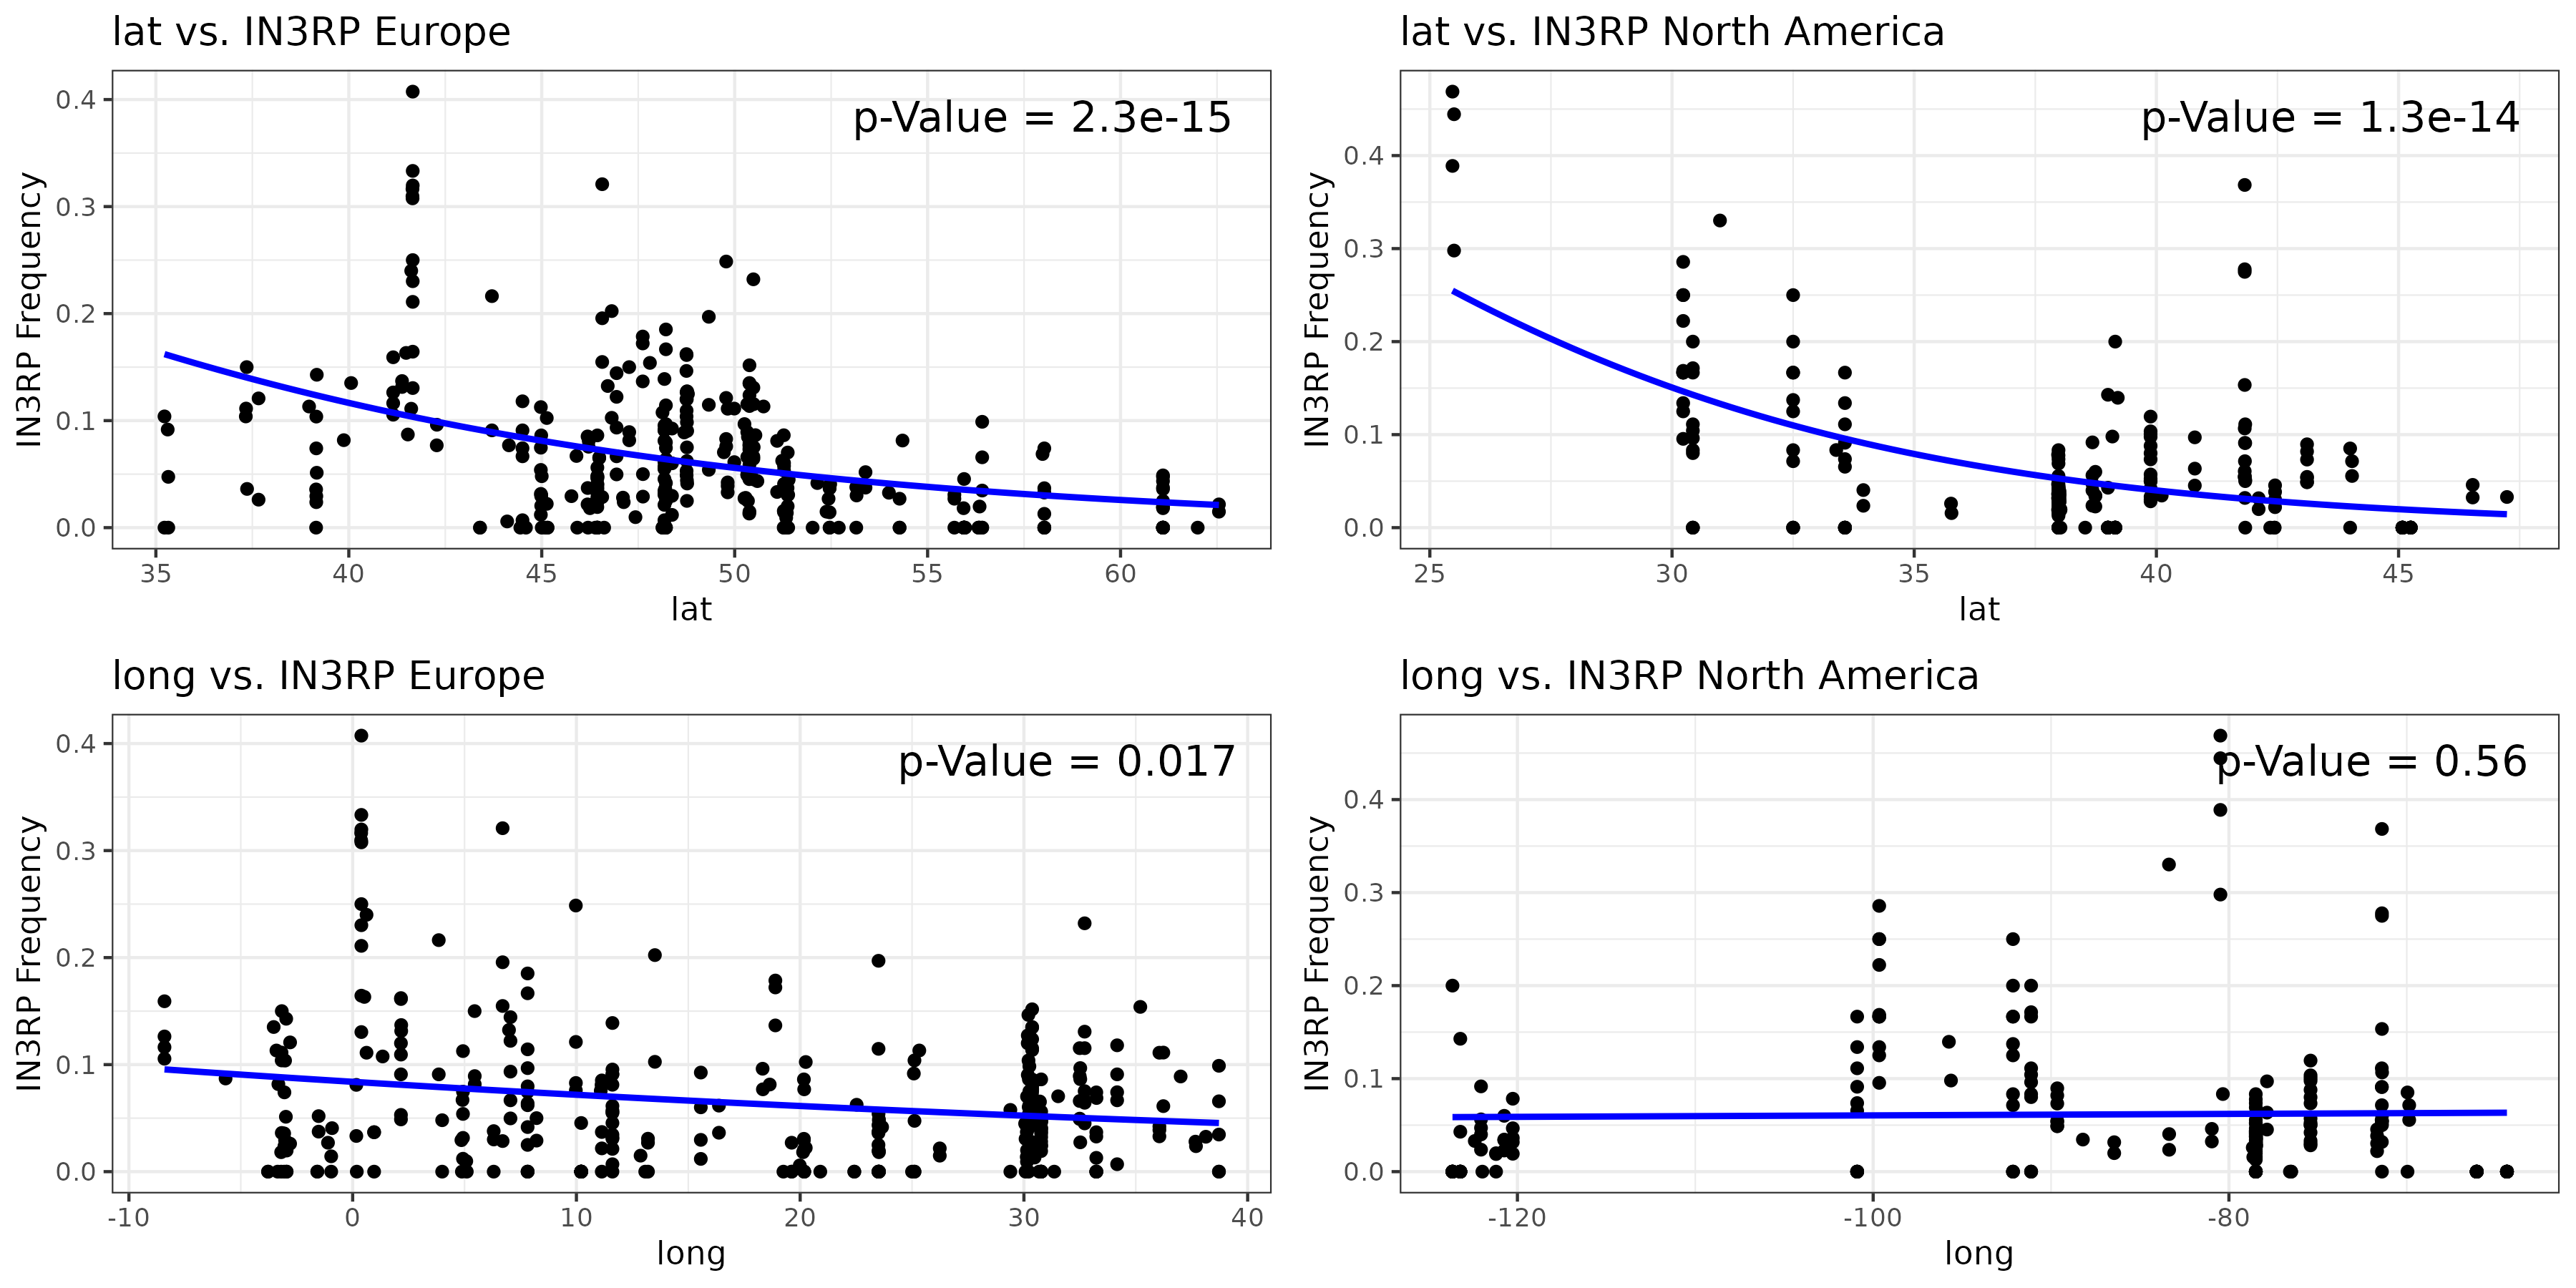 lat vs. IN3RP Europe
p-Value = 2.3e-15
IN3RP Frequency
0.4
0.3
0.2
0.1
0.0
35 40 45 50 55 60
lat
lat vs. IN3RP North America
p-Value = 1.3e-14
IN3RP Frequency
0.4
0.3
0.2
0.1
0.0
25 30 35 40 45
lat
long vs. IN3RP Europe
p-Value = 0.017
IN3RP Frequency
0.4
0.3
0.2
0.1
0.0
-10 0 10 20 30 40
long
long vs. IN3RP North America
p-Value = 0.56
IN3RP Frequency
0.4
0.3
0.2
0.1
0.0
-120 -100 -80
long